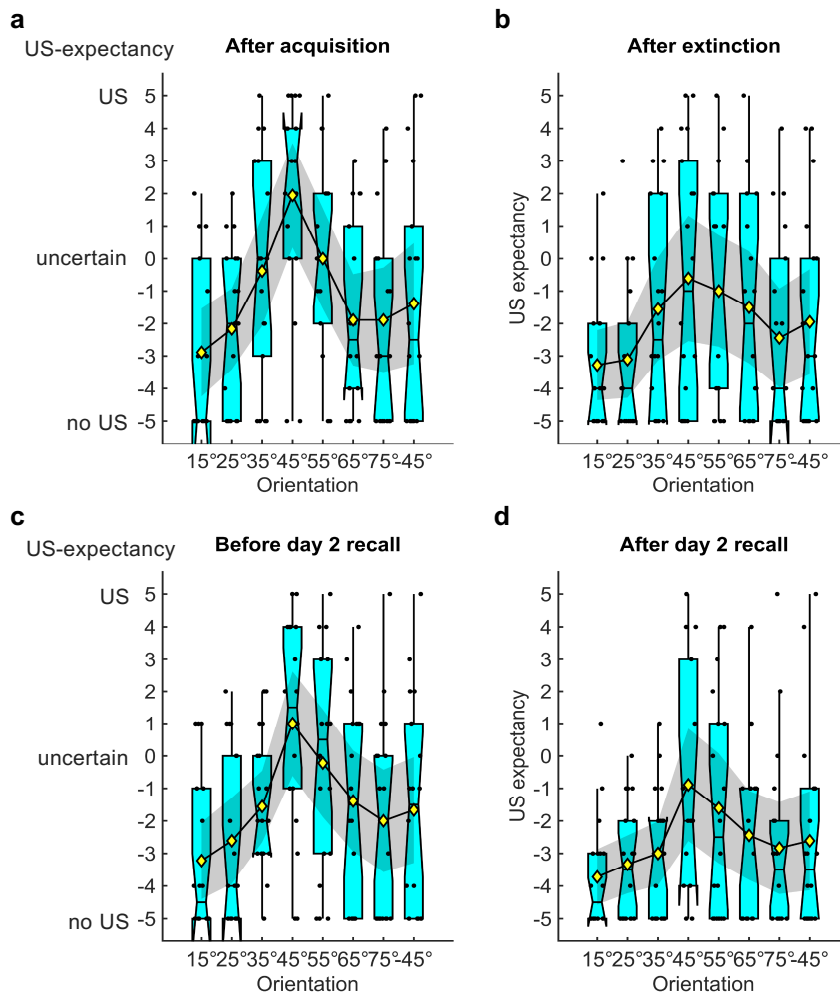 a
US-expectancy
After acquisition
US
uncertain
no US
5
4
3
2
1
0
-1
-2
-3
-4
-5
15° 25° 35° 45° 55° 65° 75° -45°
Orientation
b
After extinction
US expectancy
5
4
3
2
1
0
-1
-2
-3
-4
-5
15° 25° 35° 45° 55° 65° 75° -45°
Orientation
c
US-expectancy
Before day 2 recall
US
uncertain
no US
5
4
3
2
1
0
-1
-2
-3
-4
-5
15° 25° 35° 45° 55° 65° 75° -45°
Orientation
d
After day 2 recall
US expectancy
5
4
3
2
1
0
-1
-2
-3
-4
-5
15° 25° 35° 45° 55° 65° 75° -45°
Orientation